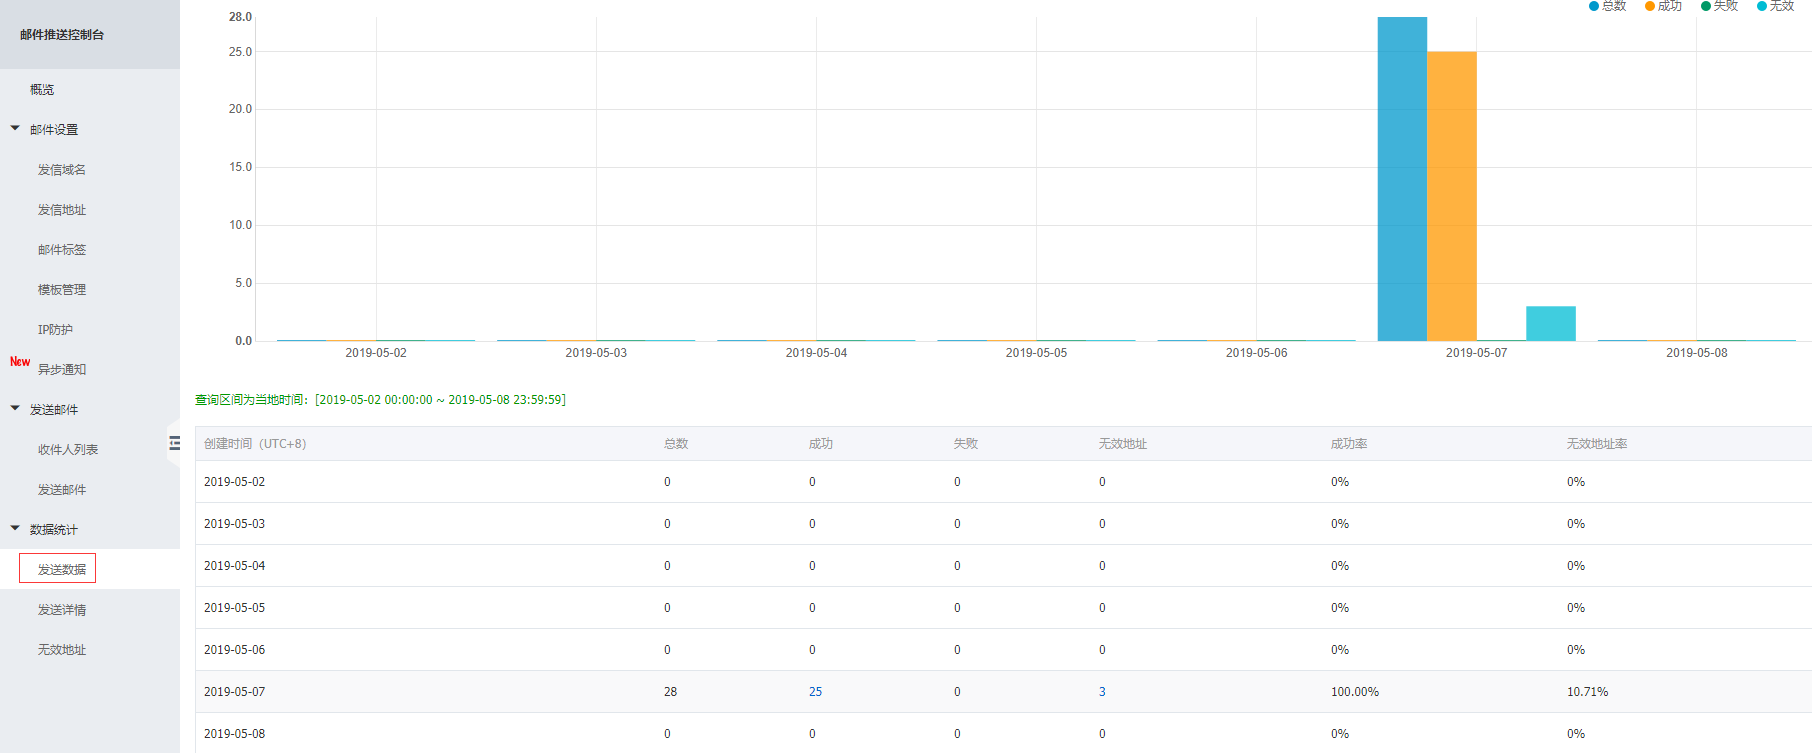 邮件推送控制台
概览
邮件设置
发信域名
发信地址
邮件标签
模板管理
IP防护
New 异步通知
发送邮件
收件人列表
发送邮件
数据统计
发送数据
发送详情
无效地址
总数 成功 失败 无效
28.0
25.0
20.0
15.0
10.0
5.0
0.0
2019-05-02 2019-05-03 2019-05-04 2019-05-05 2019-05-06 2019-05-07 2019-05-08
查询区间为当地时间：[2019-05-02 00:00:00 ~ 2019-05-08 23:59:59]
创建时间（UTC+8） 总数 成功 失败 无效地址 成功率 无效地址率
2019-05-02 0 0 0 0 0% 0%
2019-05-03 0 0 0 0 0% 0%
2019-05-04 0 0 0 0 0% 0%
2019-05-05 0 0 0 0 0% 0%
2019-05-06 0 0 0 0 0% 0%
2019-05-07 28 25 0 3 100.00% 10.71%
2019-05-08 0 0 0 0 0% 0%